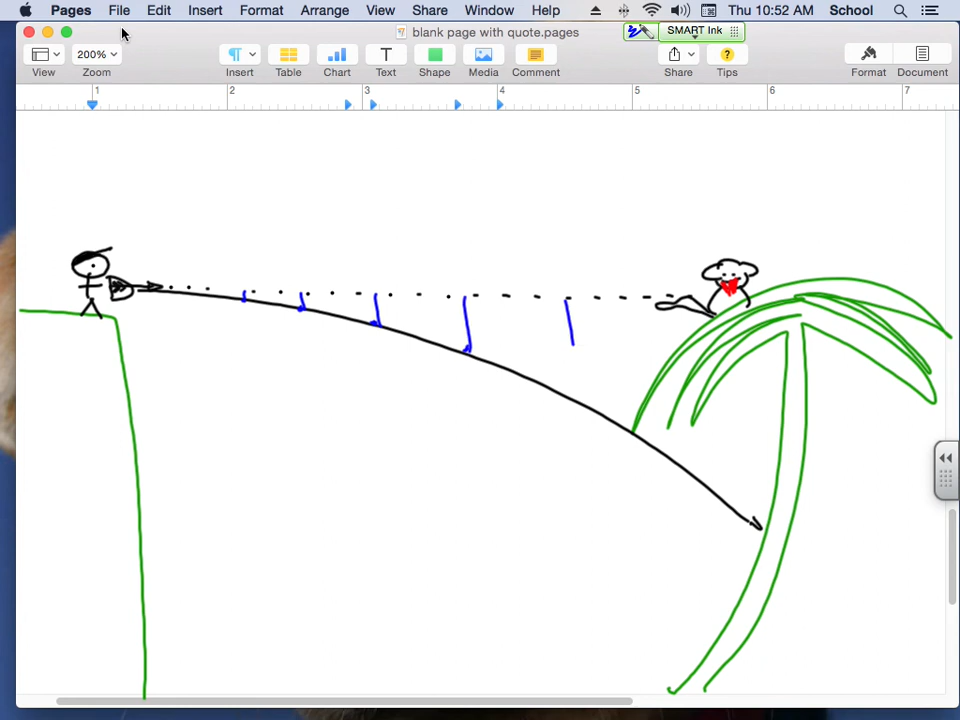 Pages File Edit Insert Format Arrange View Share Window Help Thu 10:52 AM School
blank page with quote.pages SMART Ink
200%
View Zoom Insert Table Chart Text Shape Media Comment Share Tips Format Document
1 2 3 4 5 6 7